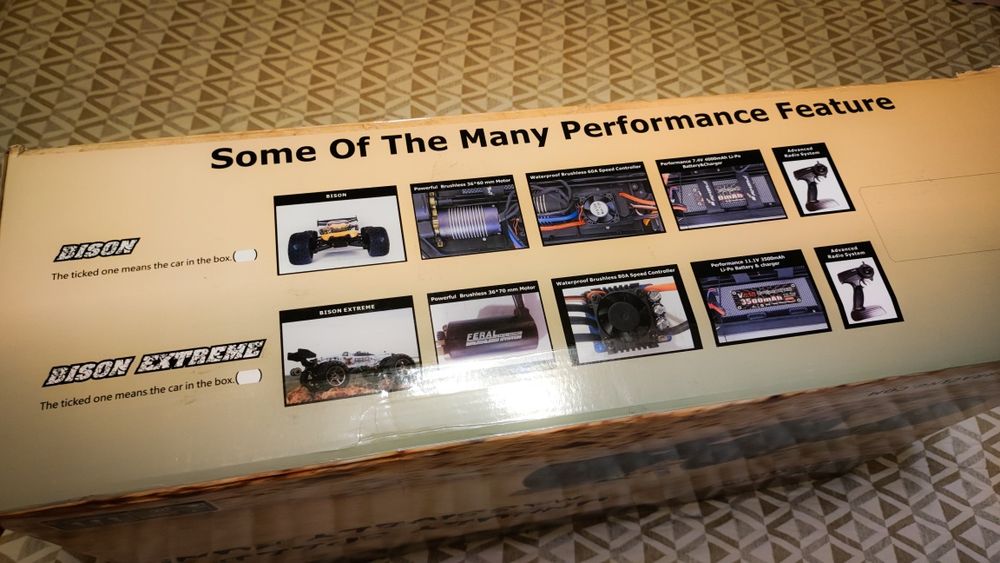 Some Of The Many Performance Feature
BISON
The ticked one means the car in the box.
BISON
Powerful Brushless 36*60 mm Motor
Waterproof Brushless 60A Speed Controller
Performance 7.4V 4000mAh Li-Po
Battery&Charger
Advanced
Radio System
BISON EXTREME
The ticked one means the car in the box.
BISON EXTREME
Powerful Brushless 36*70 mm Motor
FERAL
Waterproof Brushless 80A Speed Controller
Performance 11.1V 3500mAh
Li-Po Battery & charger
3500mAh
Advanced
Radio System